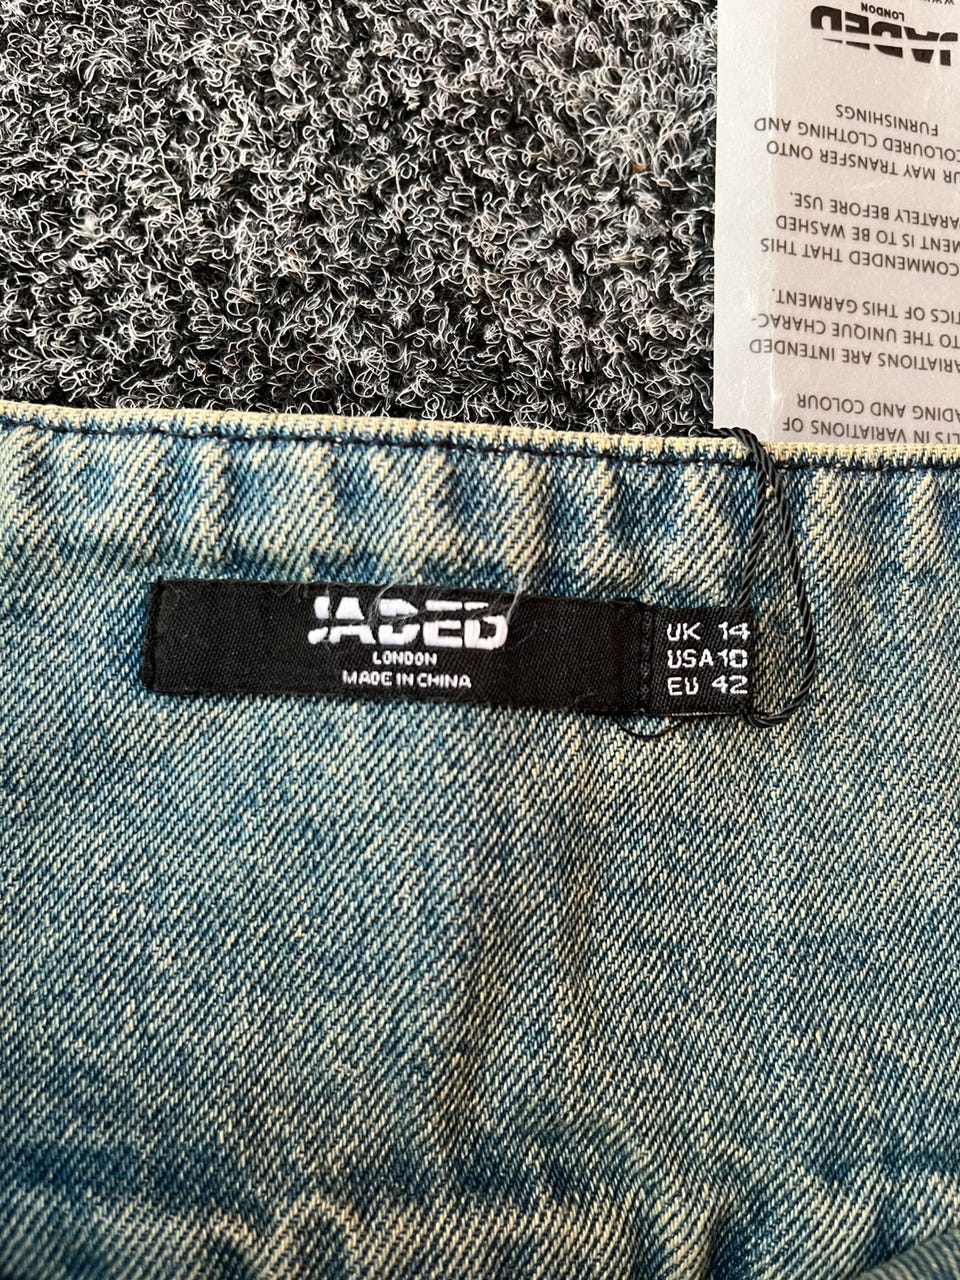 JADED
LONDON
MADE IN CHINA
UK 14
USA 10
EU 42
OF VARIATIONS IN
COLOUR AND
INTENDED ARE
TO THE UNIQUE CHARAC-
OF THIS GARMENT.
THAT THIS
IS TO BE WASHED
BEFORE USE.
MAY TRANSFER ONTO
CLOTHING AND
FURNISHINGS
JADED
LONDON